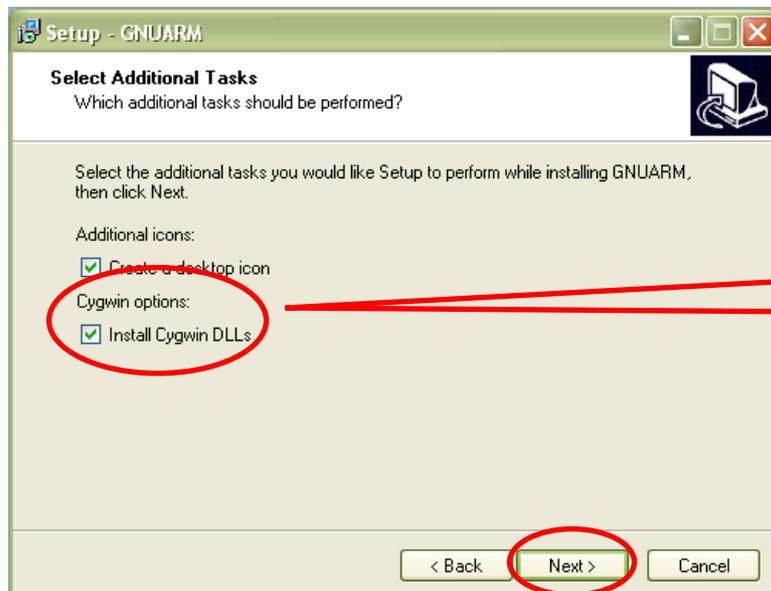 Setup - GNUARM
Select Additional Tasks
Which additional tasks should be performed?
Select the additional tasks you would like Setup to perform while installing GNUARM,
then click Next.
Additional icons:
Create a desktop icon
Cygwin options:
Install Cygwin DLLs
< Back Next > Cancel